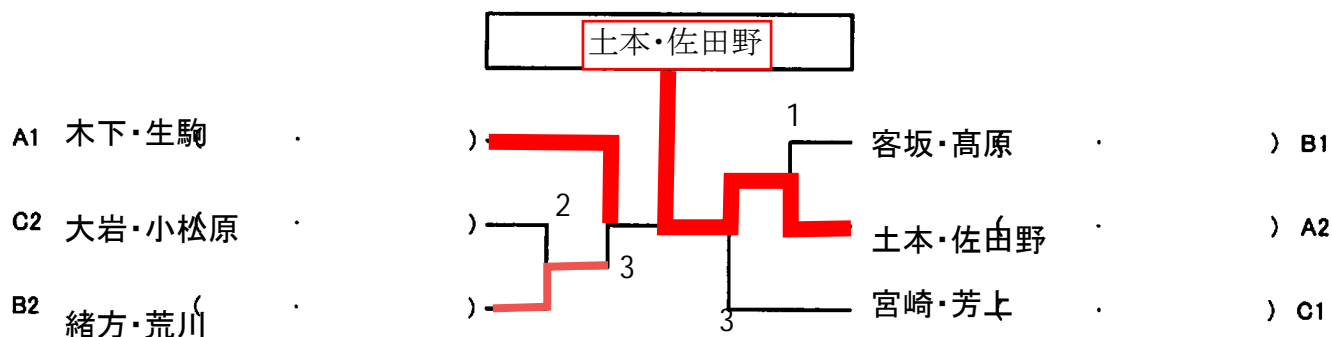 土本・佐田野
1
A1 木下・生駒( ・ ) 客坂・髙原 ・ ) B1
2
C2 大岩・小松原( ・ ) 土本・佐田野( ・ ) A2
3
B2 緒方・荒川( ・ ) 宮崎・芳上( ・ ) C1
3